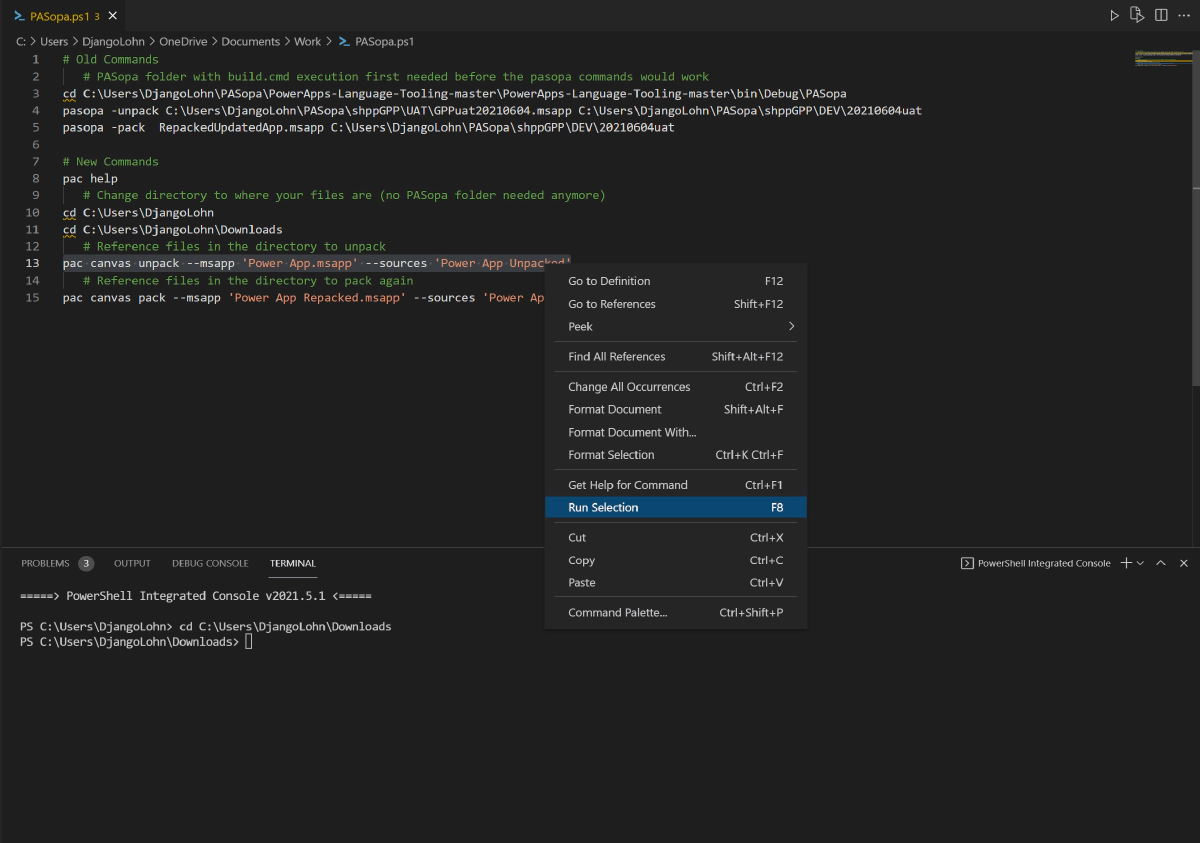 PASopa.ps1 3
C: > Users > DjangoLohn > OneDrive > Documents > Work > PASopa.ps1
1 # Old Commands
2 # PASopa folder with build.cmd execution first needed before the pasopa commands would work
3 cd C:\Users\DjangoLohn\PASopa\PowerApps-Language-Tooling-master\PowerApps-Language-Tooling-master\bin\Debug\PASopa
4 pasopa -unpack C:\Users\DjangoLohn\PASopa\shppGPP\UAT\GPPuat20210604.msapp C:\Users\DjangoLohn\PASopa\shppGPP\DEV\20210604uat
5 pasopa -pack  RepackedUpdatedApp.msapp C:\Users\DjangoLohn\PASopa\shppGPP\DEV\20210604uat
6
7 # New Commands
8 pac help
9 # Change directory to where your files are (no PASopa folder needed anymore)
10 cd C:\Users\DjangoLohn
11 cd C:\Users\DjangoLohn\Downloads
12 # Reference files in the directory to unpack
13 pac canvas unpack --msapp 'Power App.msapp' --sources 'Power App Unpacked'
14 # Reference files in the directory to pack again
15 pac canvas pack --msapp 'Power App Repacked.msapp' --sources 'Power Ap
Go to Definition F12
Go to References Shift+F12
Peek
Find All References Shift+Alt+F12
Change All Occurrences Ctrl+F2
Format Document Shift+Alt+F
Format Document With...
Format Selection Ctrl+K Ctrl+F
Get Help for Command Ctrl+F1
Run Selection F8
Cut Ctrl+X
Copy Ctrl+C
Paste Ctrl+V
Command Palette... Ctrl+Shift+P
PROBLEMS 3 OUTPUT DEBUG CONSOLE TERMINAL PowerShell Integrated Console
=====> PowerShell Integrated Console v2021.5.1 <=====
PS C:\Users\DjangoLohn> cd C:\Users\DjangoLohn\Downloads
PS C:\Users\DjangoLohn\Downloads>